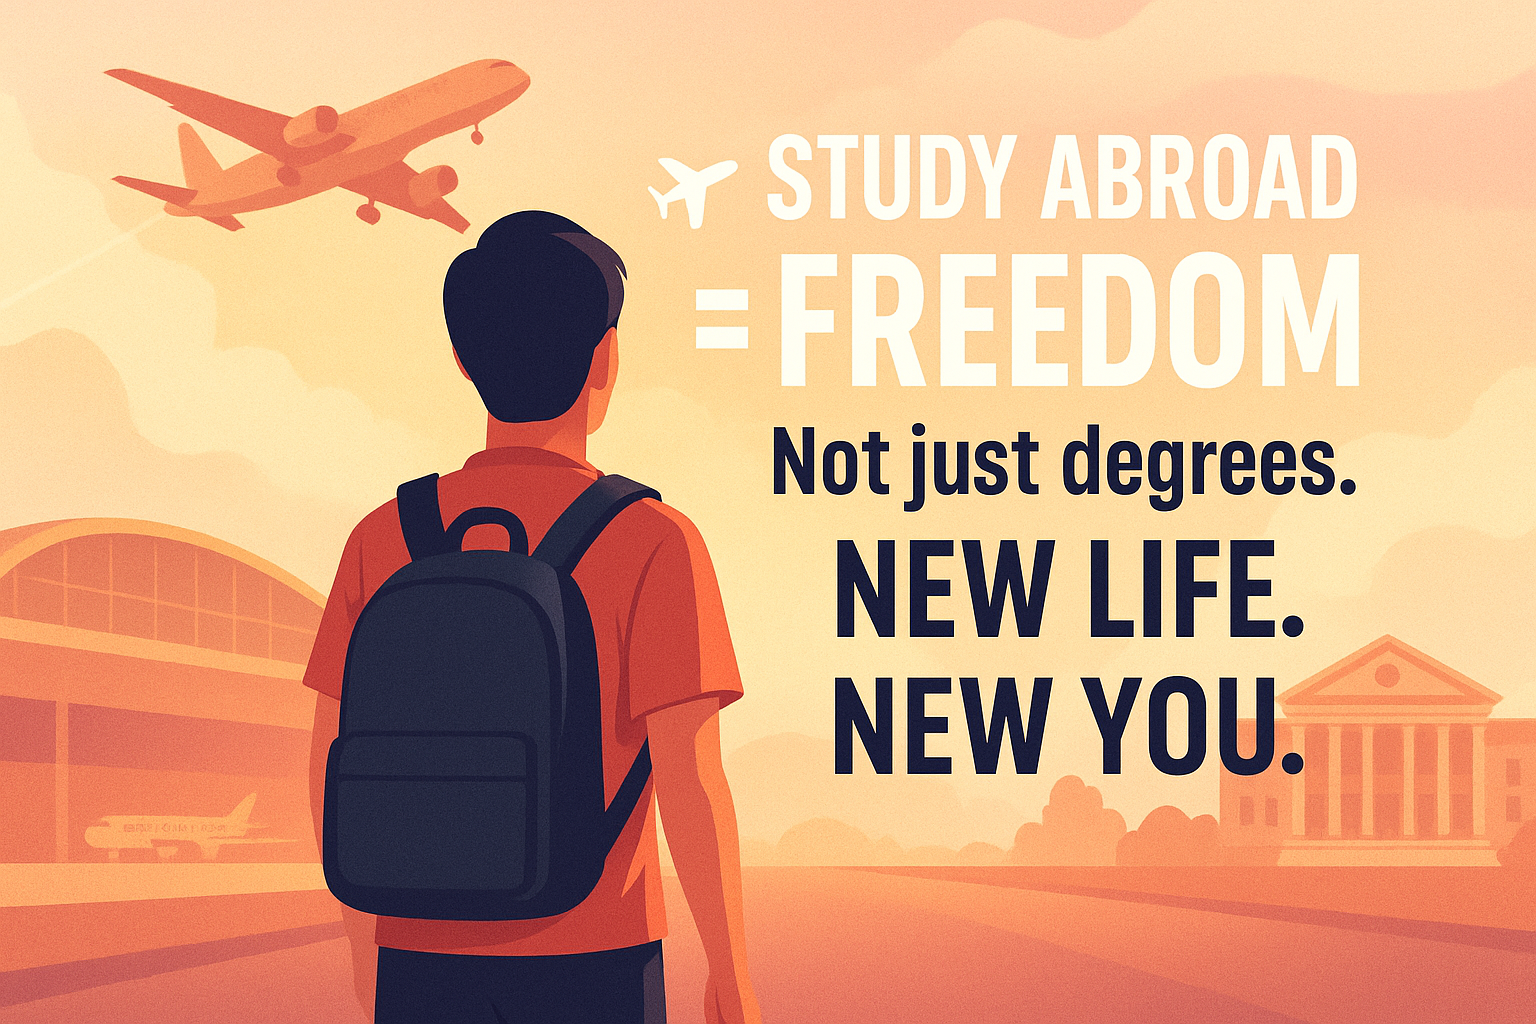 STUDY ABROAD
= FREEDOM
Not just degrees.
NEW LIFE.
NEW YOU.